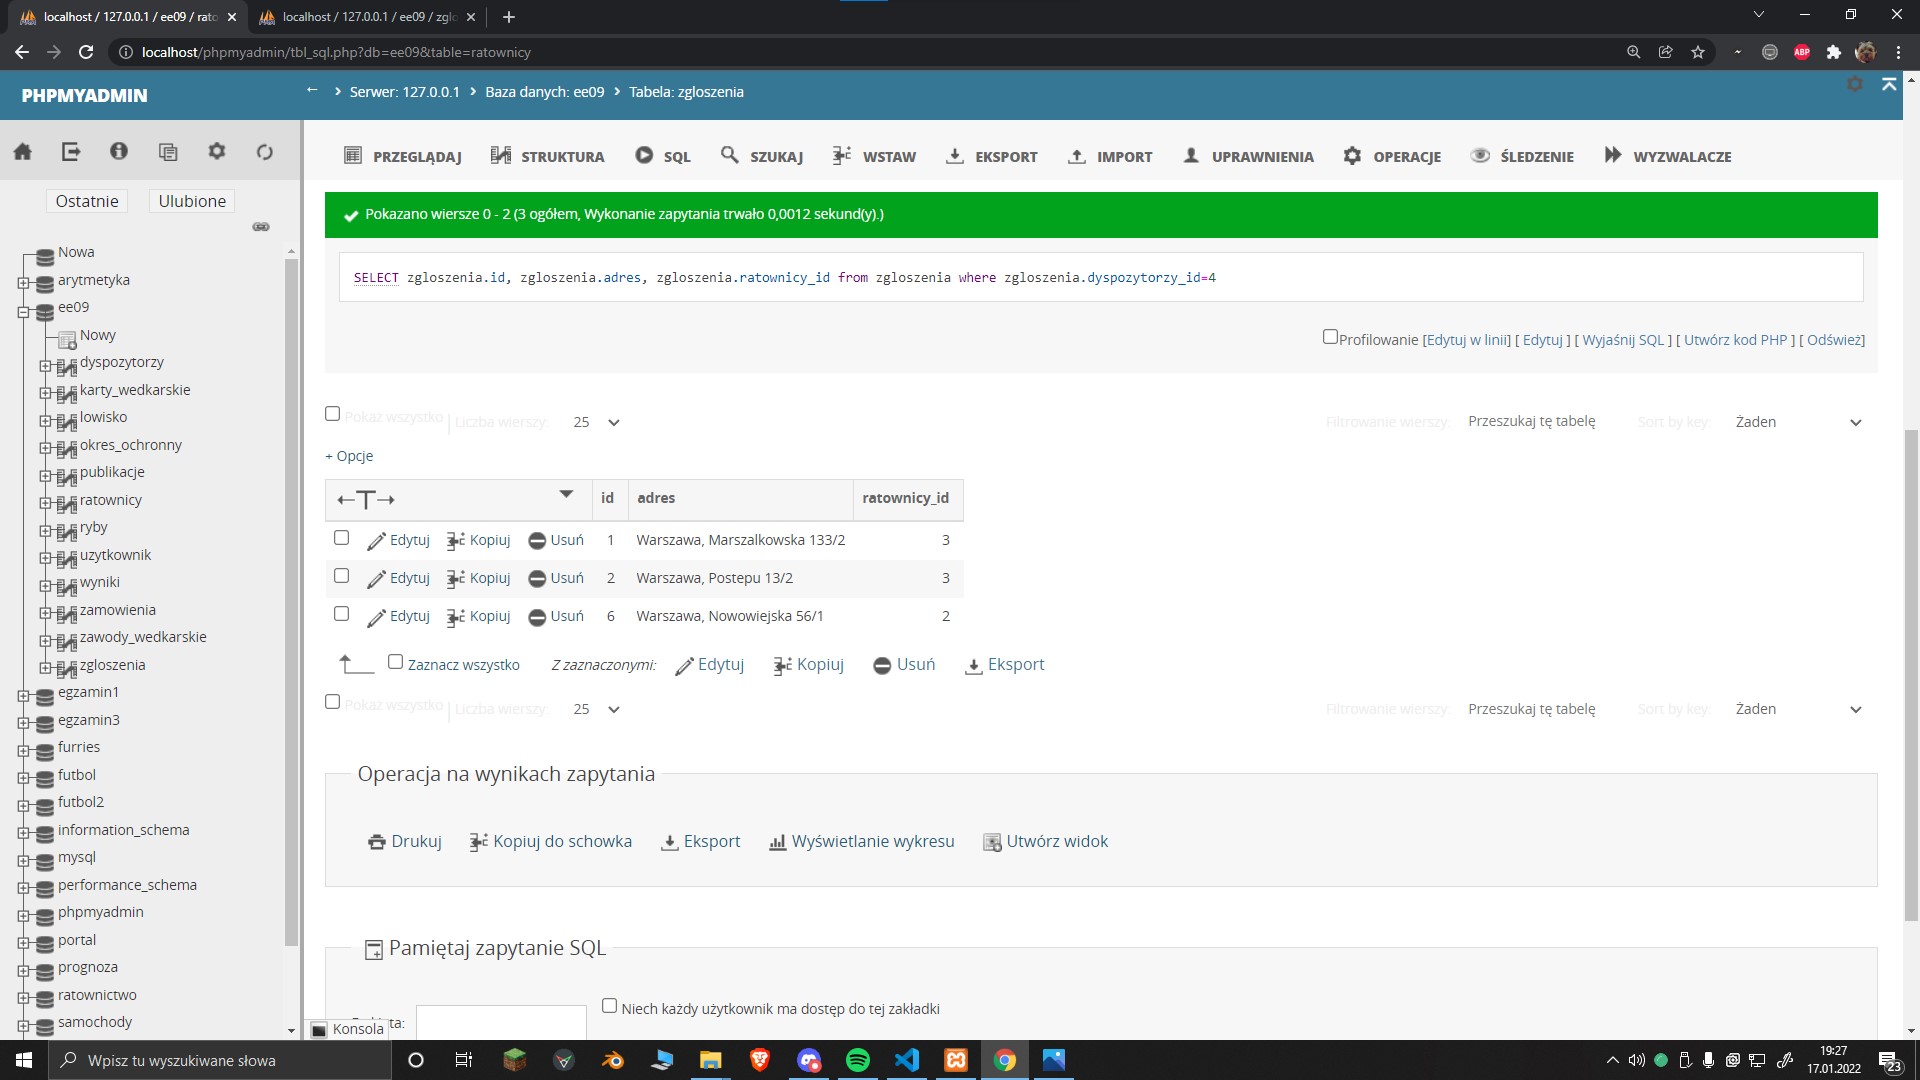 localhost / 127.0.0.1 / ee09 / rato
localhost / 127.0.0.1 / ee09 / zglo
localhost/phpmyadmin/tbl_sql.php?db=ee09&table=ratownicy
ABP
PHPMYADMIN
Serwer: 127.0.0.1
Baza danych: ee09
Tabela: zgloszenia
PRZEGLĄDAJ
STRUKTURA
SQL
SZUKAJ
WSTAW
EKSPORT
IMPORT
UPRAWNIENIA
OPERACJE
ŚLEDZENIE
WYZWALACZE
Ostatnie
Ulubione
Nowa
arytmetyka
ee09
Nowy
dyspozytorzy
karty_wedkarskie
lowisko
okres_ochronny
publikacje
ratownicy
ryby
uzytkownik
wyniki
zamowienia
zawody_wedkarskie
zgloszenia
egzamin1
egzamin3
furries
futbol
futbol2
information_schema
mysql
performance_schema
phpmyadmin
portal
prognoza
ratownictwo
samochody
Pokazano wiersze 0 - 2 (3 ogółem, Wykonanie zapytania trwało 0,0012 sekund(y).)
SELECT zgloszenia.id, zgloszenia.adres, zgloszenia.ratownicy_id from zgloszenia where zgloszenia.dyspozytorzy_id=4
Profilowanie [Edytuj w linii] [ Edytuj ] [ Wyjaśnij SQL ] [ Utwórz kod PHP ] [ Odśwież]
Pokaż wszystko | Liczba wierszy: 25
Filtrowanie wierszy: Przeszukaj tę tabelę Sort by key: Żaden
+ Opcje
←T→ id adres ratownicy_id
Edytuj Kopiuj Usuń 1 Warszawa, Marszalkowska 133/2 3
Edytuj Kopiuj Usuń 2 Warszawa, Postepu 13/2 3
Edytuj Kopiuj Usuń 6 Warszawa, Nowowiejska 56/1 2
Zaznacz wszystko Z zaznaczonymi: Edytuj Kopiuj Usuń Eksport
Pokaż wszystko | Liczba wierszy: 25
Filtrowanie wierszy: Przeszukaj tę tabelę Sort by key: Żaden
Operacja na wynikach zapytania
Drukuj Kopiuj do schowka Eksport Wyświetlanie wykresu Utwórz widok
Pamiętaj zapytanie SQL
ta:
Niech każdy użytkownik ma dostęp do tej zakładki
Konsola
Wpisz tu wyszukiwane słowa
19:27
17.01.2022
23